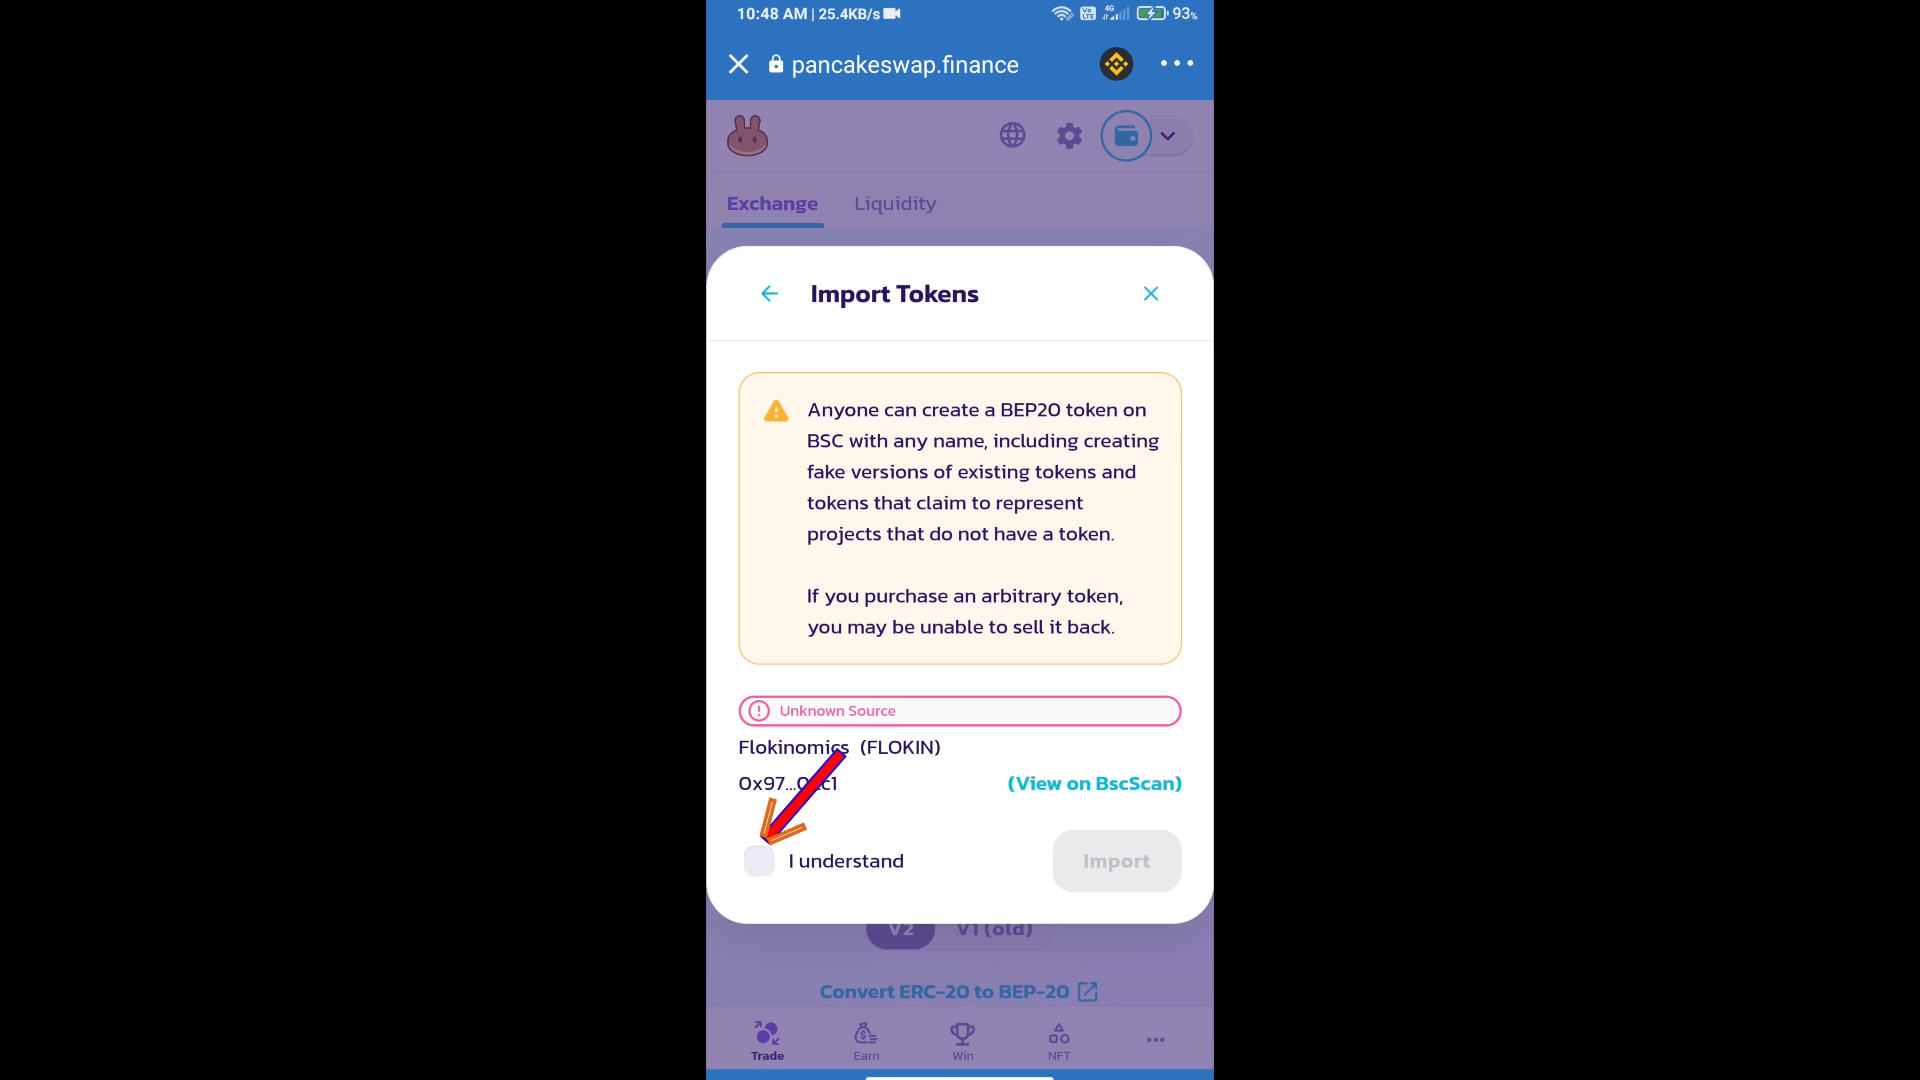 10:48 AM | 25.4KB/s
Vo LTE 4G 93%
pancakeswap.finance
Exchange Liquidity
Import Tokens
Anyone can create a BEP20 token on
BSC with any name, including creating
fake versions of existing tokens and
tokens that claim to represent
projects that do not have a token.
If you purchase an arbitrary token,
you may be unable to sell it back.
Unknown Source
Flokinomics (FLOKIN)
(View on BscScan)
I understand
Import
V2 V1 (old)
Convert ERC-20 to BEP-20
Trade Earn Win NFT